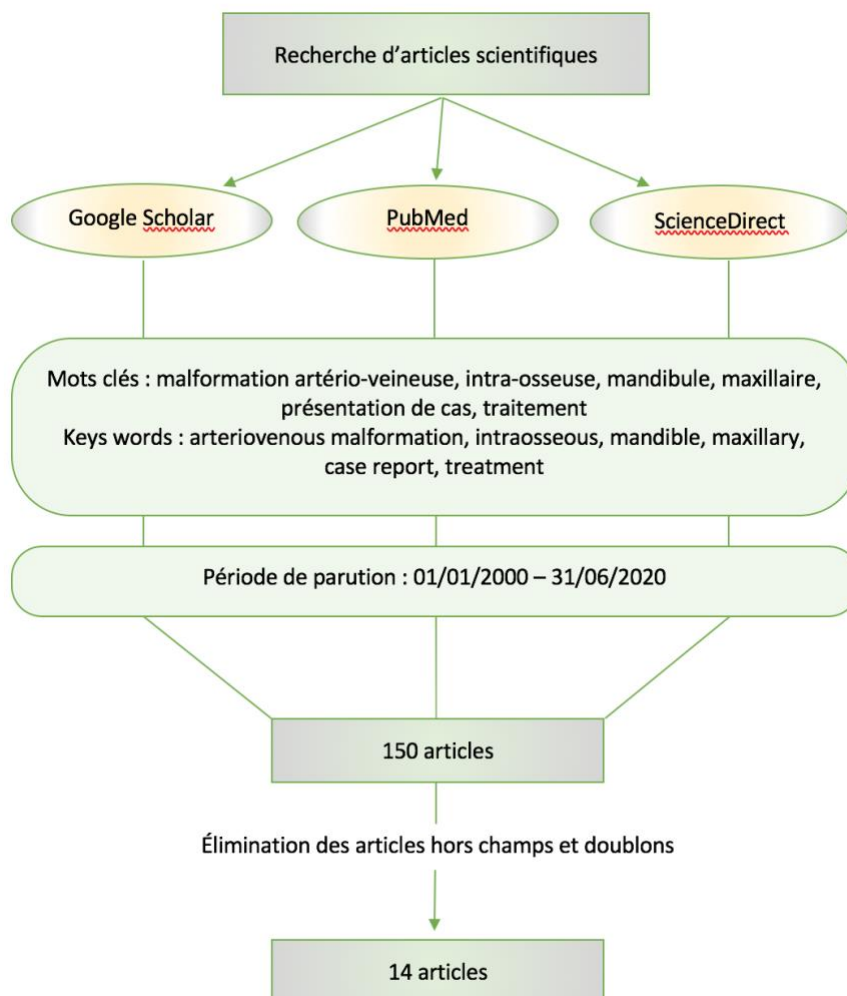 Recherche d'articles scientifiques
Google Scholar
PubMed
ScienceDirect
Mots clés : malformation artério-veineuse, intra-osseuse, mandibule, maxillaire,
présentation de cas, traitement
Keys words : arteriovenous malformation, intraosseous, mandible, maxillary,
case report, treatment
Période de parution : 01/01/2000 – 31/06/2020
150 articles
Élimination des articles hors champs et doublons
14 articles